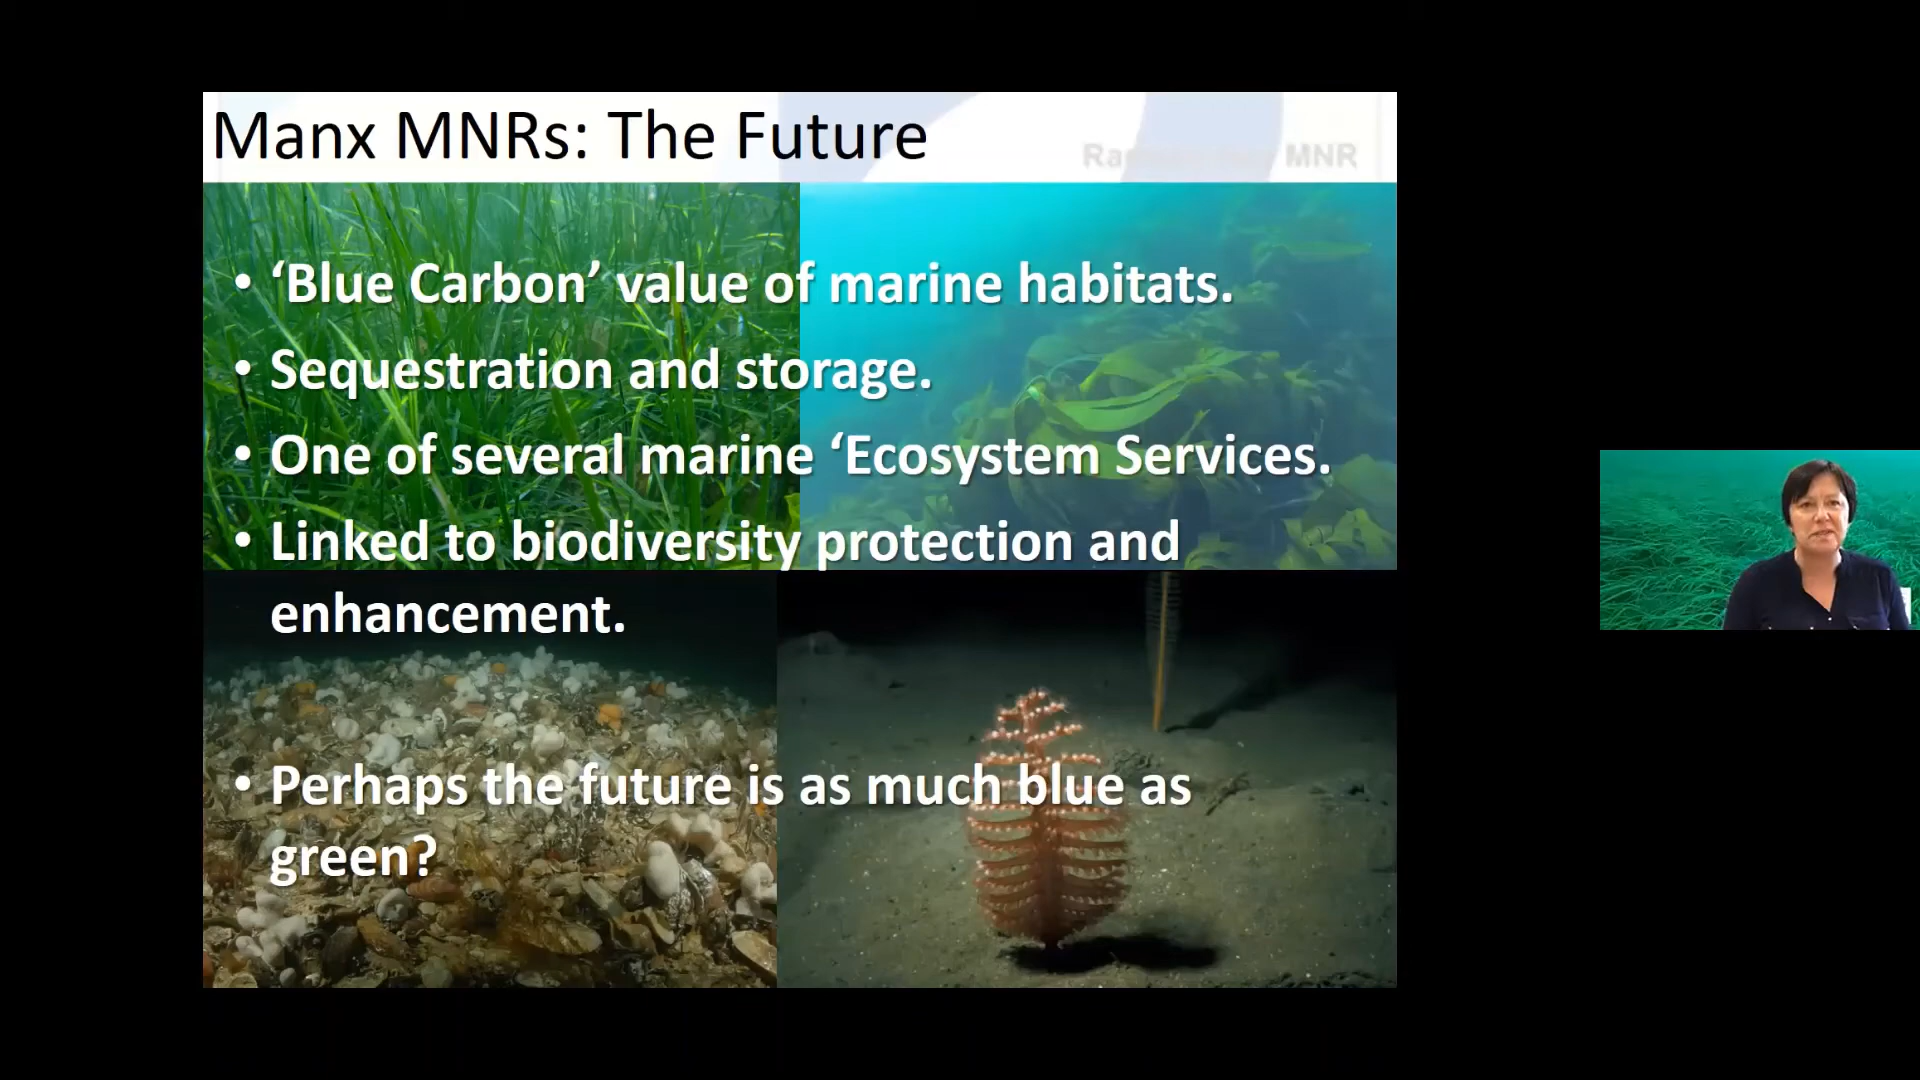 Manx MNRs: The Future
Ramsey Bay MNR
• ‘Blue Carbon’ value of marine habitats.
• Sequestration and storage.
• One of several marine ‘Ecosystem Services.
• Linked to biodiversity protection and
enhancement.
• Perhaps the future is as much blue as
green?